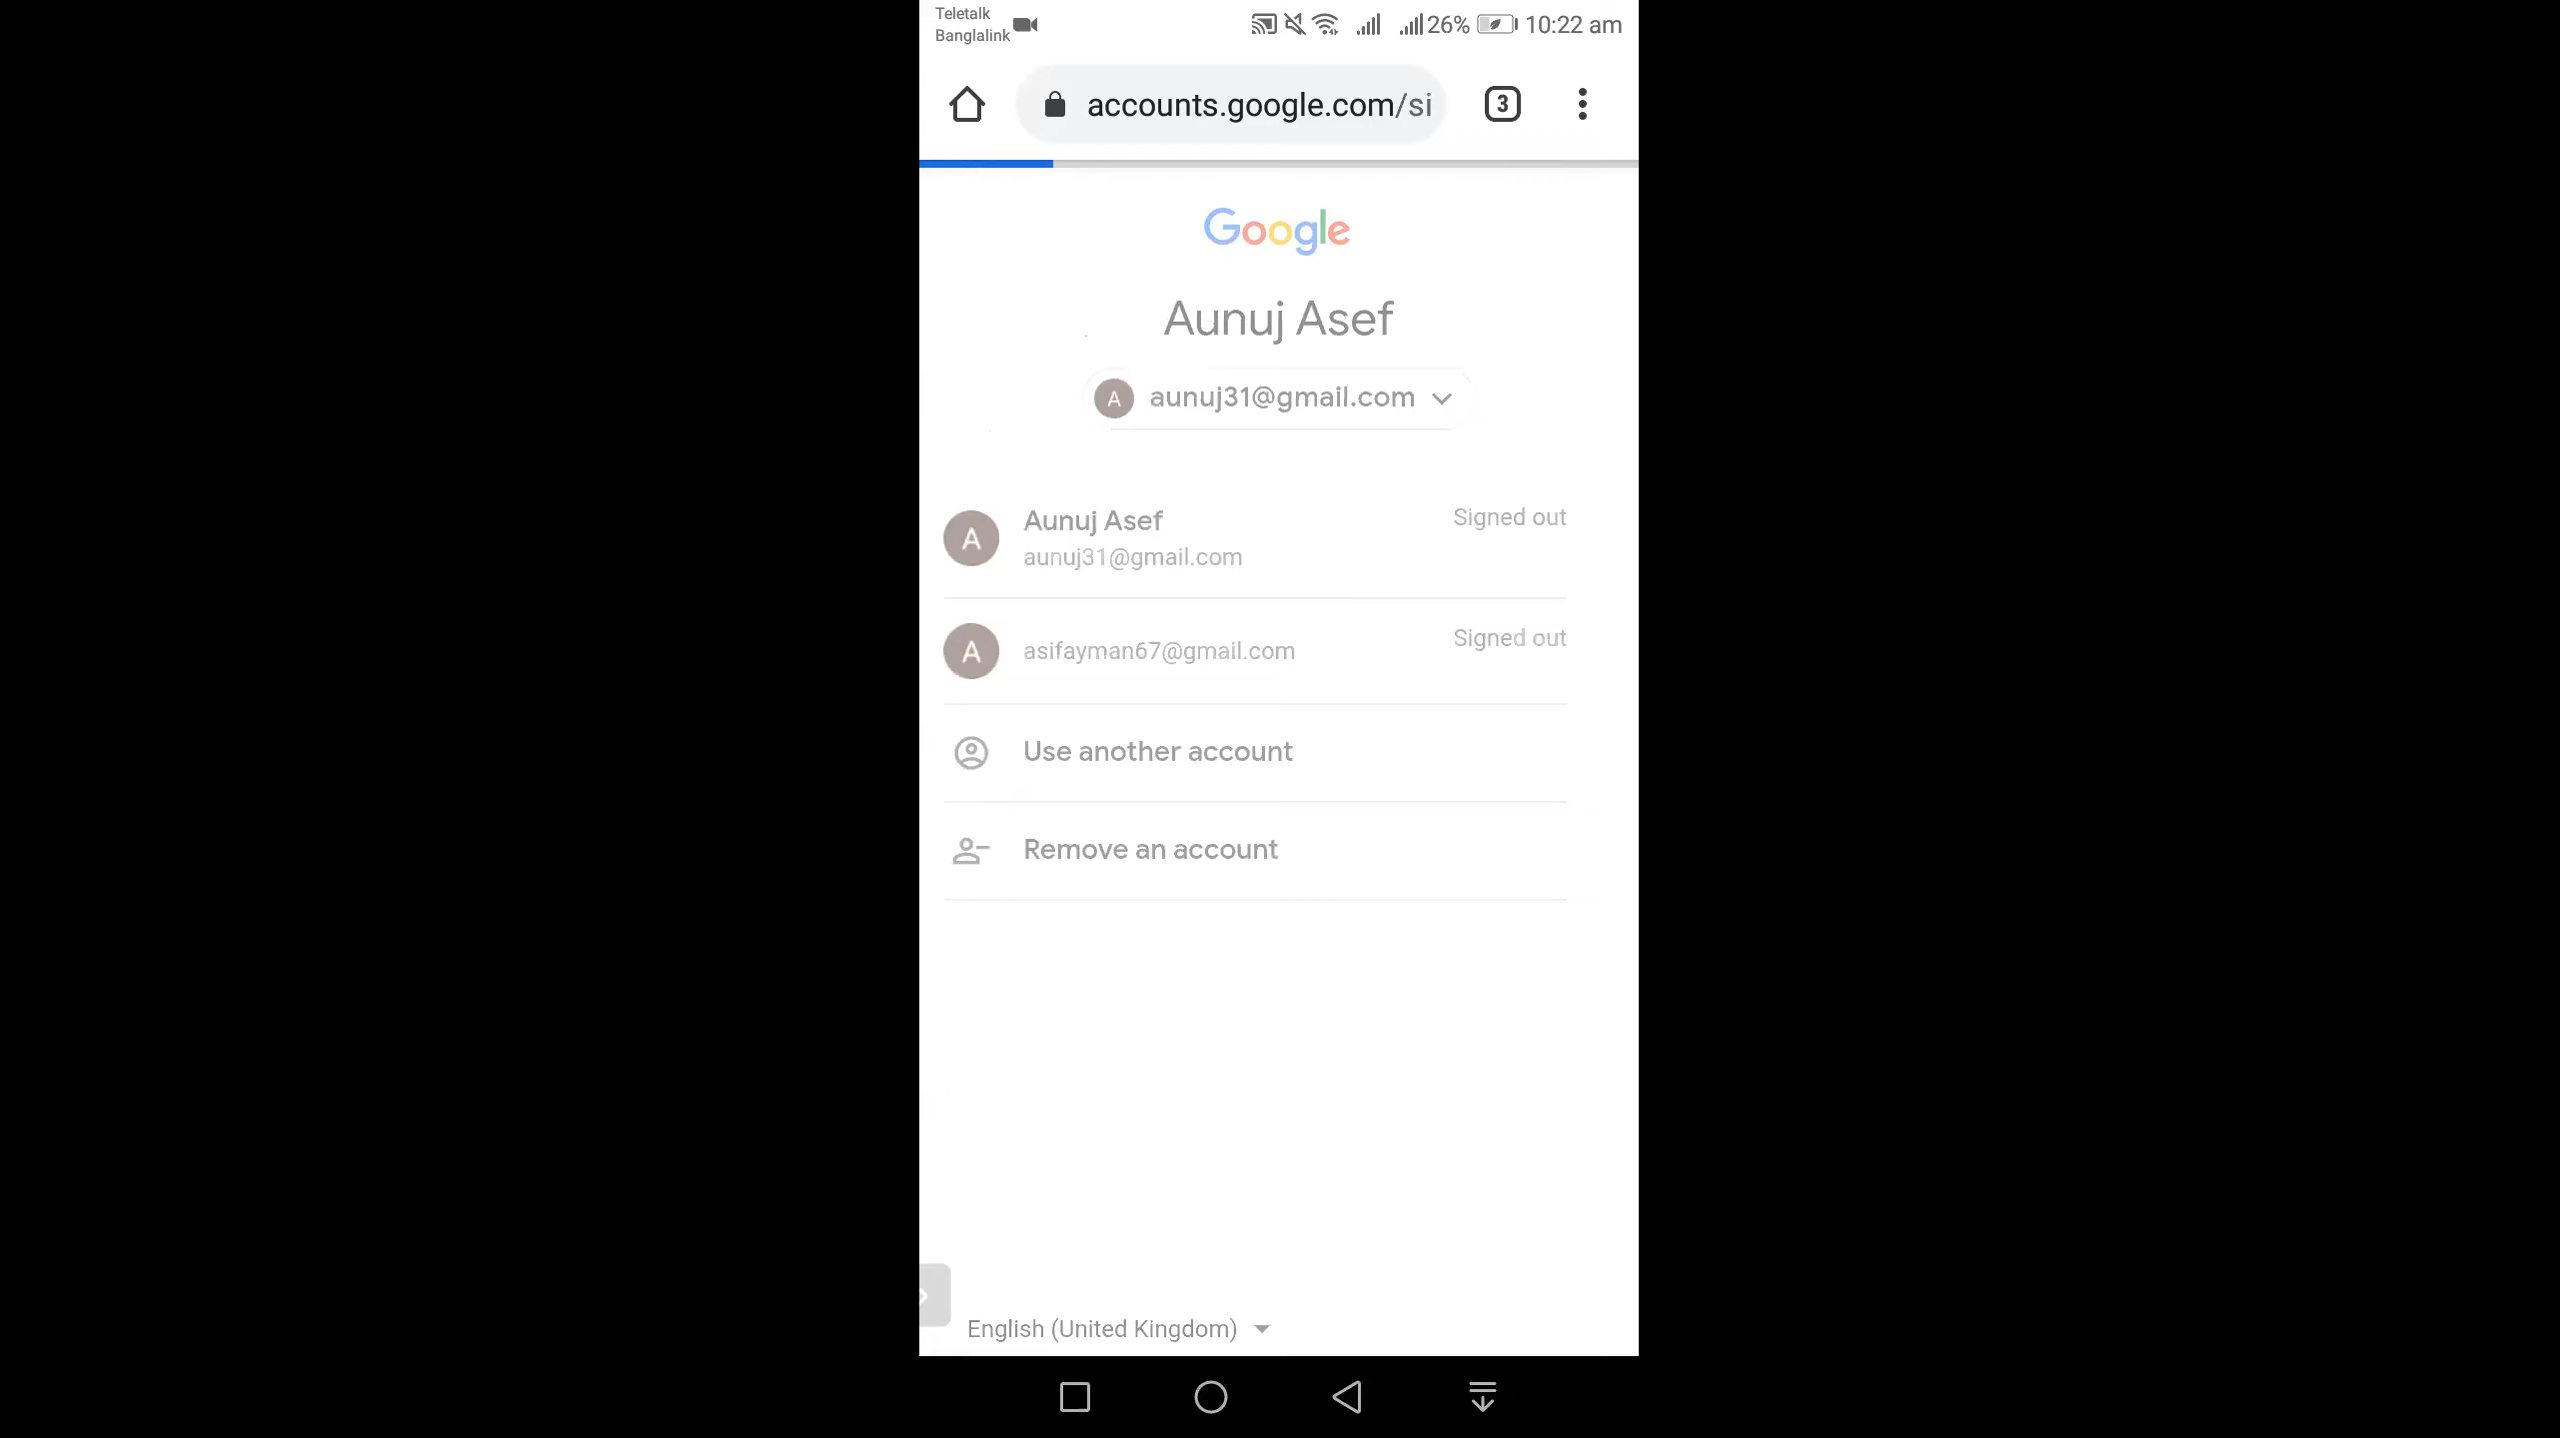 Teletalk
Banglalink
26% 10:22 am
accounts.google.com/si
3
Google
Aunuj Asef
A aunuj31@gmail.com
A Aunuj Asef Signed out
aunuj31@gmail.com
A asifayman67@gmail.com Signed out
Use another account
Remove an account
English (United Kingdom)